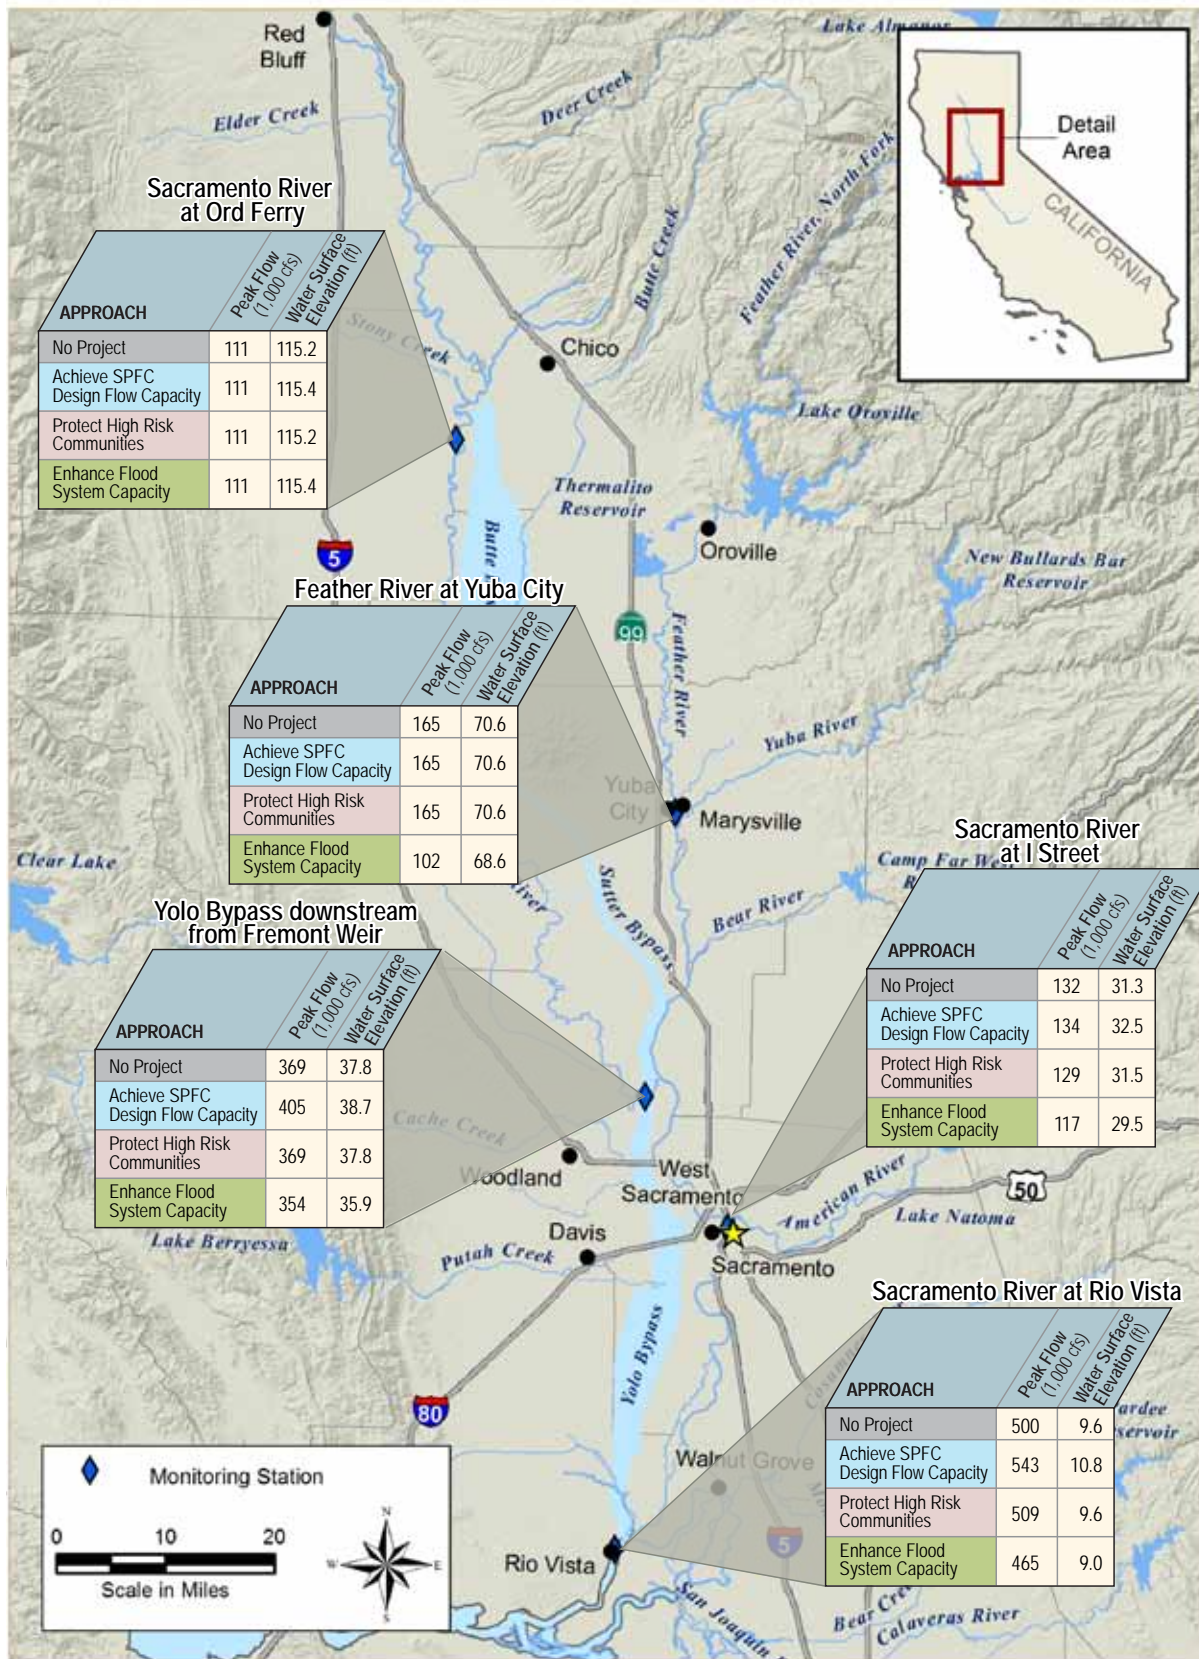 Red
Bluff
Lake Almanor
Elder Creek
Deer Creek
Detail
Area
CALIFORNIA
Feather River, North Fork
Butte Creek
Sacramento River
at Ord Ferry
APPROACH
Peak Flow
(1,000 cfs)
Water Surface
Elevation (ft)
No Project 111 115.2
Achieve SPFC
Design Flow Capacity 111 115.4
Protect High Risk
Communities 111 115.2
Enhance Flood
System Capacity 111 115.4
Stony Creek
Chico
Lake Oroville
Thermalito
Reservoir
Oroville
New Bullards Bar
Reservoir
5
Butte
99
Feather River
Feather River at Yuba City
APPROACH
Peak Flow
(1,000 cfs)
Water Surface
Elevation (ft)
No Project 165 70.6
Achieve SPFC
Design Flow Capacity 165 70.6
Protect High Risk
Communities 165 70.6
Enhance Flood
System Capacity 102 68.6
Yuba River
Yuba
City
Marysville
Clear Lake
River
Sutter Bypass
Bear River
Camp Far West
R
Sacramento River
at I Street
APPROACH
Peak Flow
(1,000 cfs)
Water Surface
Elevation (ft)
No Project 132 31.3
Achieve SPFC
Design Flow Capacity 134 32.5
Protect High Risk
Communities 129 31.5
Enhance Flood
System Capacity 117 29.5
Yolo Bypass downstream
from Fremont Weir
APPROACH
Peak Flow
(1,000 cfs)
Water Surface
Elevation (ft)
No Project 369 37.8
Achieve SPFC
Design Flow Capacity 405 38.7
Protect High Risk
Communities 369 37.8
Enhance Flood
System Capacity 354 35.9
Cache Creek
Woodland
West
Sacramento
American River
50
Lake Natoma
Lake Berryessa
Putah Creek
Davis
Sacramento
Yolo Bypass
80
Sacramento River at Rio Vista
APPROACH
Peak Flow
(1,000 cfs)
Water Surface
Elevation (ft)
No Project 500 9.6
Achieve SPFC
Design Flow Capacity 543 10.8
Protect High Risk
Communities 509 9.6
Enhance Flood
System Capacity 465 9.0
ardee
servoir
Walnut Grove
5
Monitoring Station
0 10 20
Scale in Miles
N
W E
S
Rio Vista
San Joaquin
Bear Cre
Calaveras River